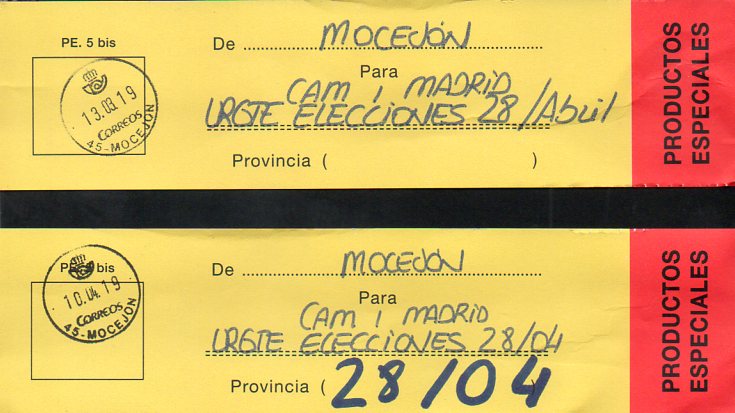 PE. 5 bis
De MOCEJÓN
Para
CAM 1 MADRID
URGTE ELECCIONES 28/Abril
Provincia ( )
13.03.19
CORREOS
45-MOCEJÓN
PRODUCTOS
ESPECIALES
PE. 5 bis
De MOCEJÓN
Para
CAM 1 MADRID
URGTE ELECCIONES 28/04
Provincia ( 28/04 )
10.04.19
CORREOS
45-MOCEJÓN
PRODUCTOS
ESPECIALES